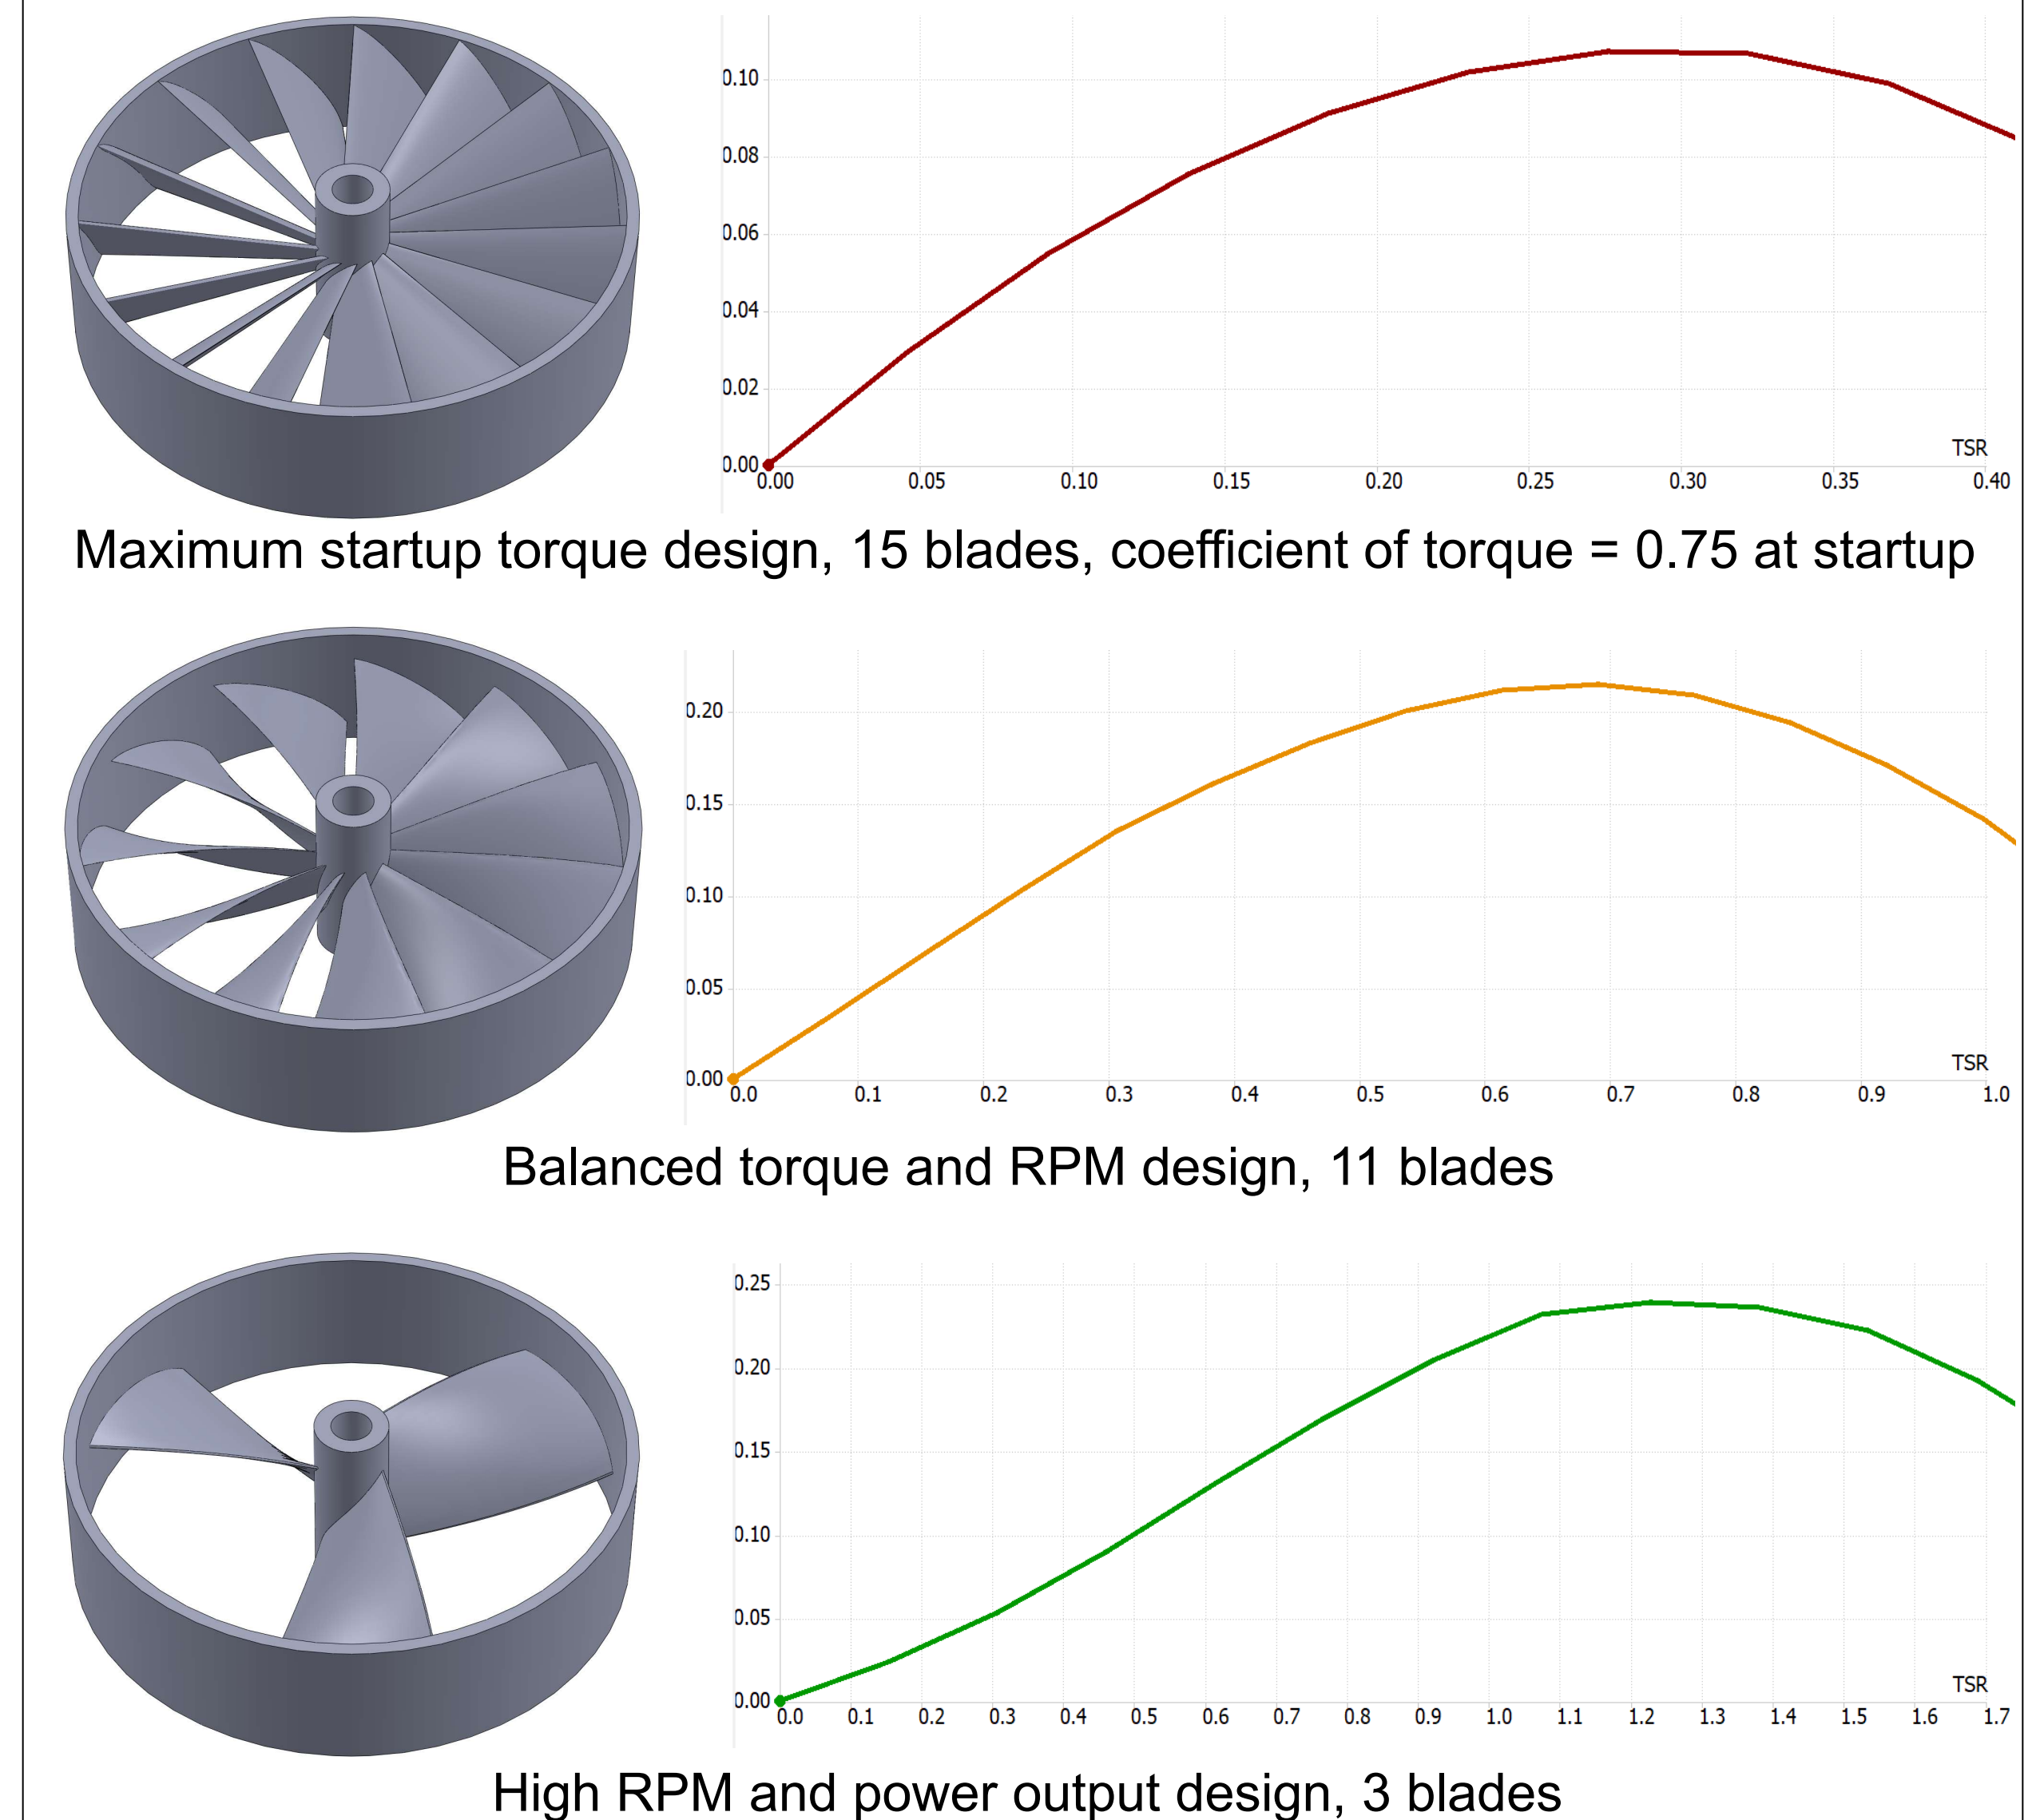 0.10
0.08
0.06
0.04
0.02
0.00
TSR
0.00 0.05 0.10 0.15 0.20 0.25 0.30 0.35 0.40
Maximum startup torque design, 15 blades, coefficient of torque = 0.75 at startup
0.20
0.15
0.10
0.05
0.00
TSR
0.0 0.1 0.2 0.3 0.4 0.5 0.6 0.7 0.8 0.9 1.0
Balanced torque and RPM design, 11 blades
0.25
0.20
0.15
0.10
0.05
0.00
TSR
0.0 0.1 0.2 0.3 0.4 0.5 0.6 0.7 0.8 0.9 1.0 1.1 1.2 1.3 1.4 1.5 1.6 1.7
High RPM and power output design, 3 blades